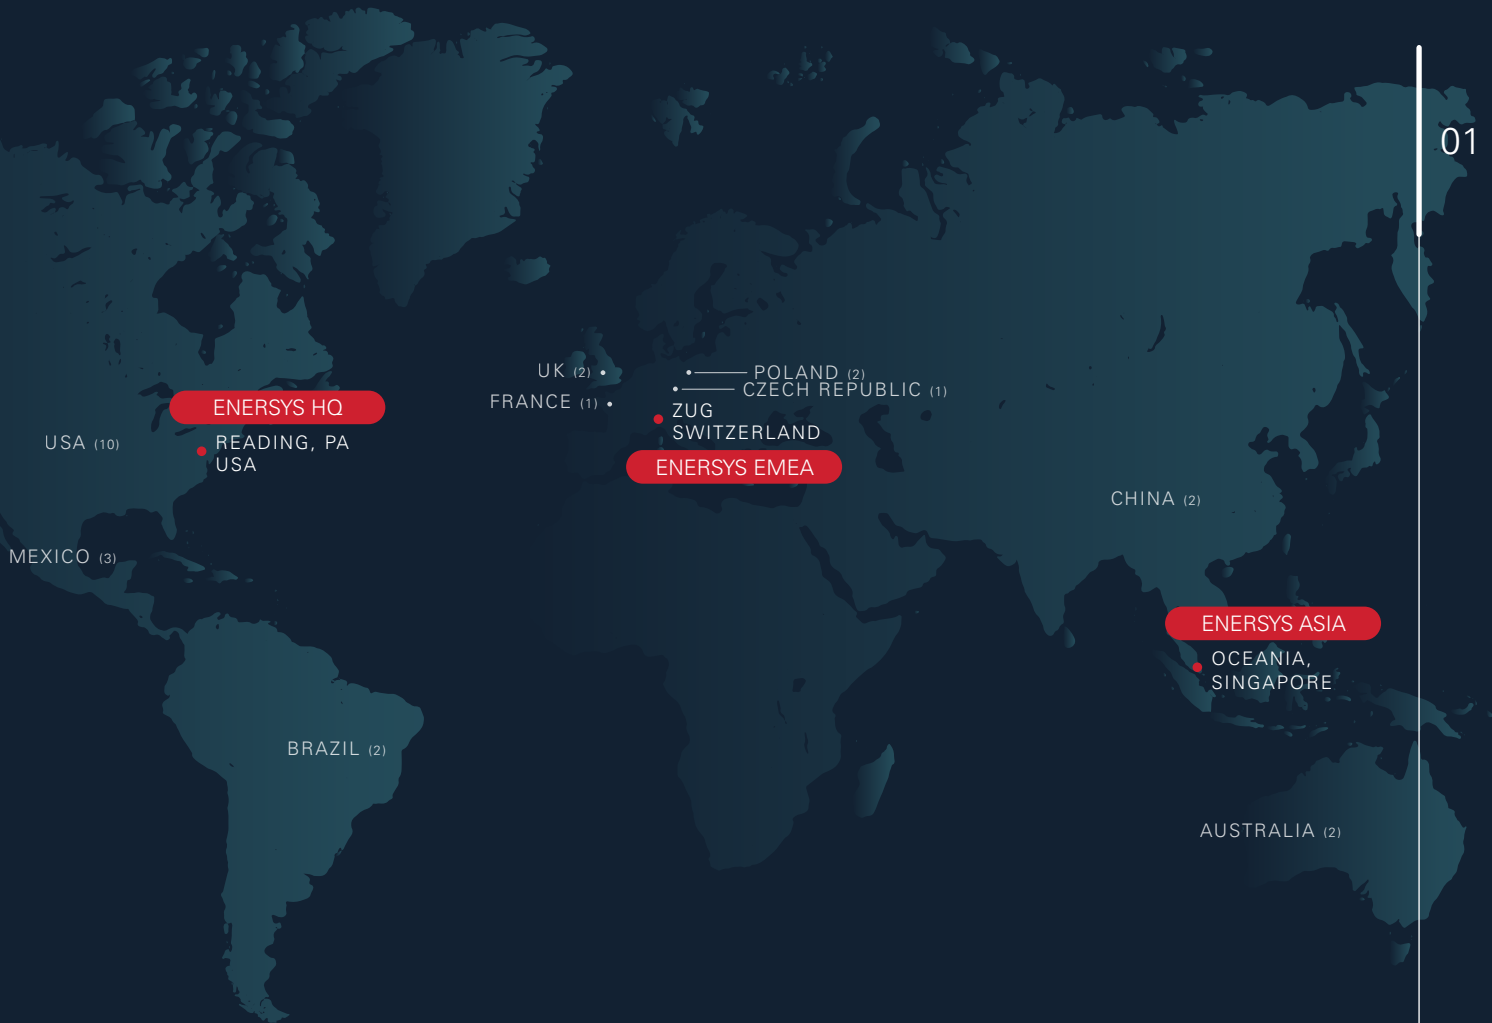 01
UK (2)
POLAND (2)
CZECH REPUBLIC (1)
FRANCE (1)
ENERSYS HQ
ZUG
SWITZERLAND
USA (10)
READING, PA
USA
ENERSYS EMEA
CHINA (2)
MEXICO (3)
ENERSYS ASIA
OCEANIA,
SINGAPORE
BRAZIL (2)
AUSTRALIA (2)